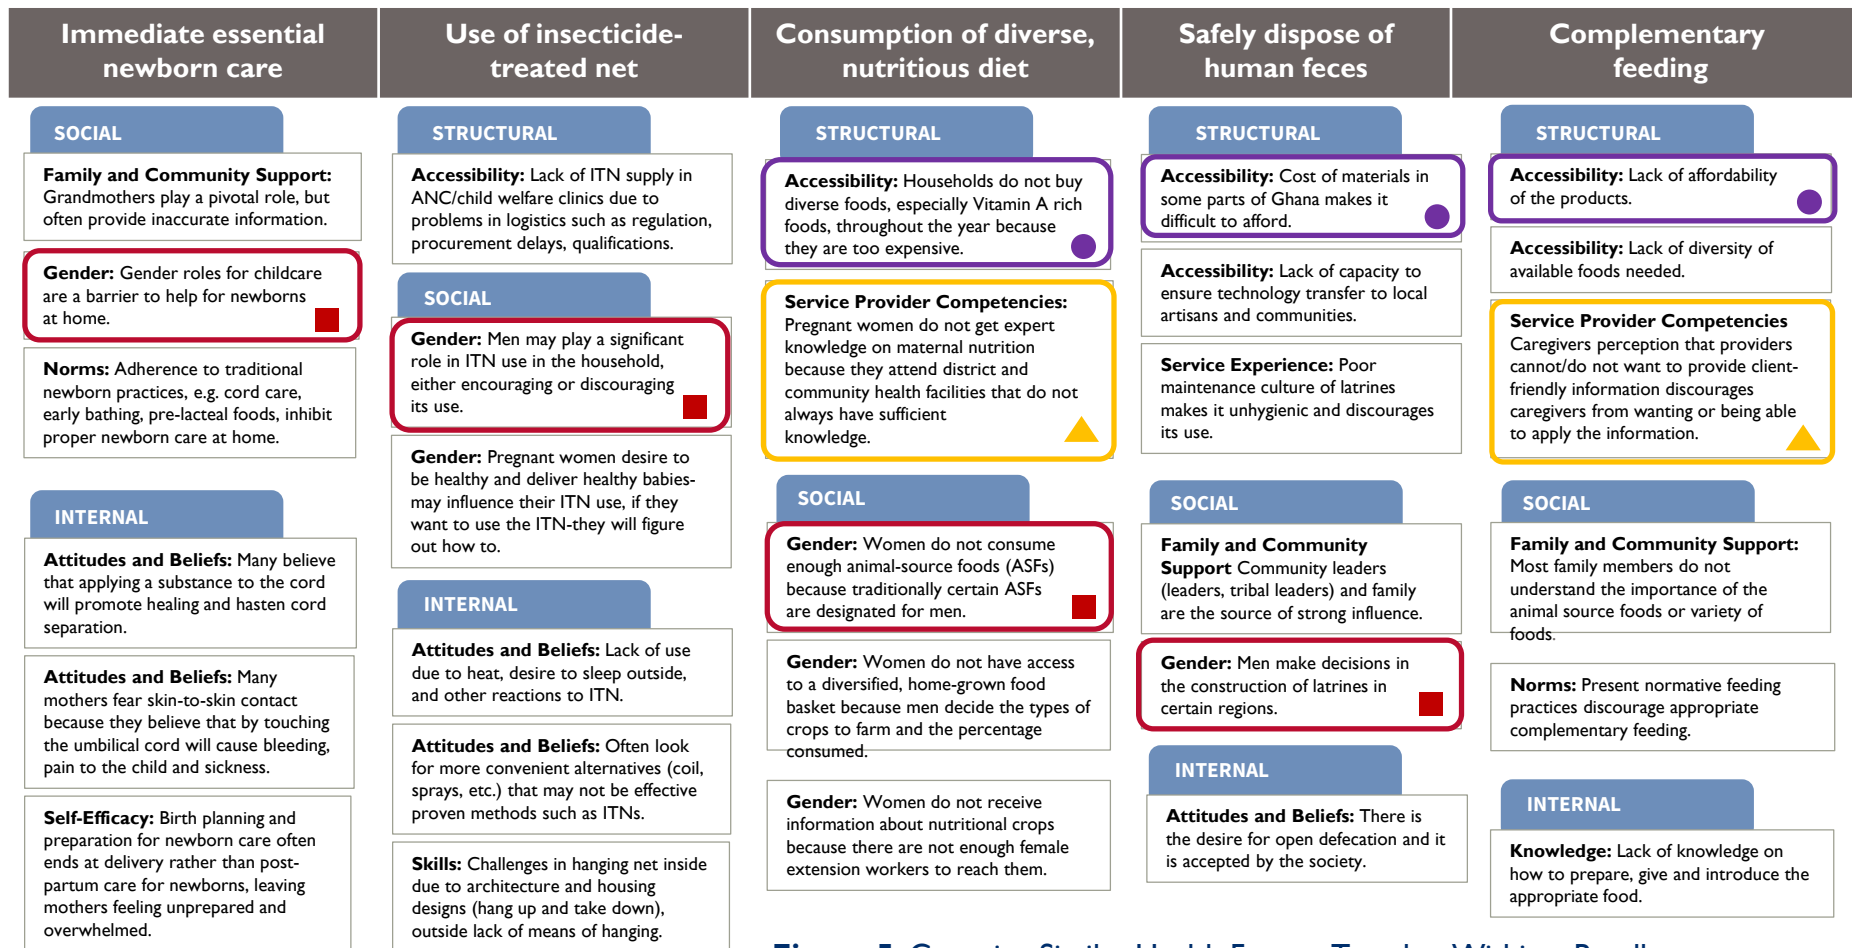 Immediate essential
newborn care
SOCIAL
Family and Community Support:
Grandmothers play a pivotal role, but
often provide inaccurate information.
Gender: Gender roles for childcare
are a barrier to help for newborns
at home.
Norms: Adherence to traditional
newborn practices, e.g. cord care,
early bathing, pre-lacteal foods, inhibit
proper newborn care at home.
INTERNAL
Attitudes and Beliefs: Many believe
that applying a substance to the cord
will promote healing and hasten cord
separation.
Attitudes and Beliefs: Many
mothers fear skin-to-skin contact
because they believe that by touching
the umbilical cord will cause bleeding,
pain to the child and sickness.
Self-Efficacy: Birth planning and
preparation for newborn care often
ends at delivery rather than post-
partum care for newborns, leaving
mothers feeling unprepared and
overwhelmed.
Use of insecticide-
treated net
STRUCTURAL
Accessibility: Lack of ITN supply in
ANC/child welfare clinics due to
problems in logistics such as regulation,
procurement delays, qualifications.
SOCIAL
Gender: Men may play a significant
role in ITN use in the household,
either encouraging or discouraging
its use.
Gender: Pregnant women desire to
be healthy and deliver healthy babies-
may influence their ITN use, if they
want to use the ITN-they will figure
out how to.
INTERNAL
Attitudes and Beliefs: Lack of use
due to heat, desire to sleep outside,
and other reactions to ITN.
Attitudes and Beliefs: Often look
for more convenient alternatives (coil,
sprays, etc.) that may not be effective
proven methods such as ITNs.
Skills: Challenges in hanging net inside
due to architecture and housing
designs (hang up and take down),
outside lack of means of hanging.
Consumption of diverse,
nutritious diet
STRUCTURAL
Accessibility: Households do not buy
diverse foods, especially Vitamin A rich
foods, throughout the year because
they are too expensive.
Service Provider Competencies:
Pregnant women do not get expert
knowledge on maternal nutrition
because they attend district and
community health facilities that do not
always have sufficient
knowledge.
SOCIAL
Gender: Women do not consume
enough animal-source foods (ASFs)
because traditionally certain ASFs
are designated for men.
Gender: Women do not have access
to a diversified, home-grown food
basket because men decide the types of
crops to farm and the percentage
consumed.
Gender: Women do not receive
information about nutritional crops
because there are not enough female
extension workers to reach them.
Safely dispose of
human feces
STRUCTURAL
Accessibility: Cost of materials in
some parts of Ghana makes it
difficult to afford.
Accessibility: Lack of capacity to
ensure technology transfer to local
artisans and communities.
Service Experience: Poor
maintenance culture of latrines
makes it unhygienic and discourages
its use.
SOCIAL
Family and Community
Support Community leaders
(leaders, tribal leaders) and family
are the source of strong influence.
Gender: Men make decisions in
the construction of latrines in
certain regions.
INTERNAL
Attitudes and Beliefs: There is
the desire for open defecation and it
is accepted by the society.
Complementary
feeding
STRUCTURAL
Accessibility: Lack of affordability
of the products.
Accessibility: Lack of diversity of
available foods needed.
Service Provider Competencies
Caregivers perception that providers
cannot/do not want to provide client-
friendly information discourages
caregivers from wanting or being able
to apply the information.
SOCIAL
Family and Community Support:
Most family members do not
understand the importance of the
animal source foods or variety of
foods.
Norms: Present normative feeding
practices discourage appropriate
complementary feeding.
INTERNAL
Knowledge: Lack of knowledge on
how to prepare, give and introduce the
appropriate food.